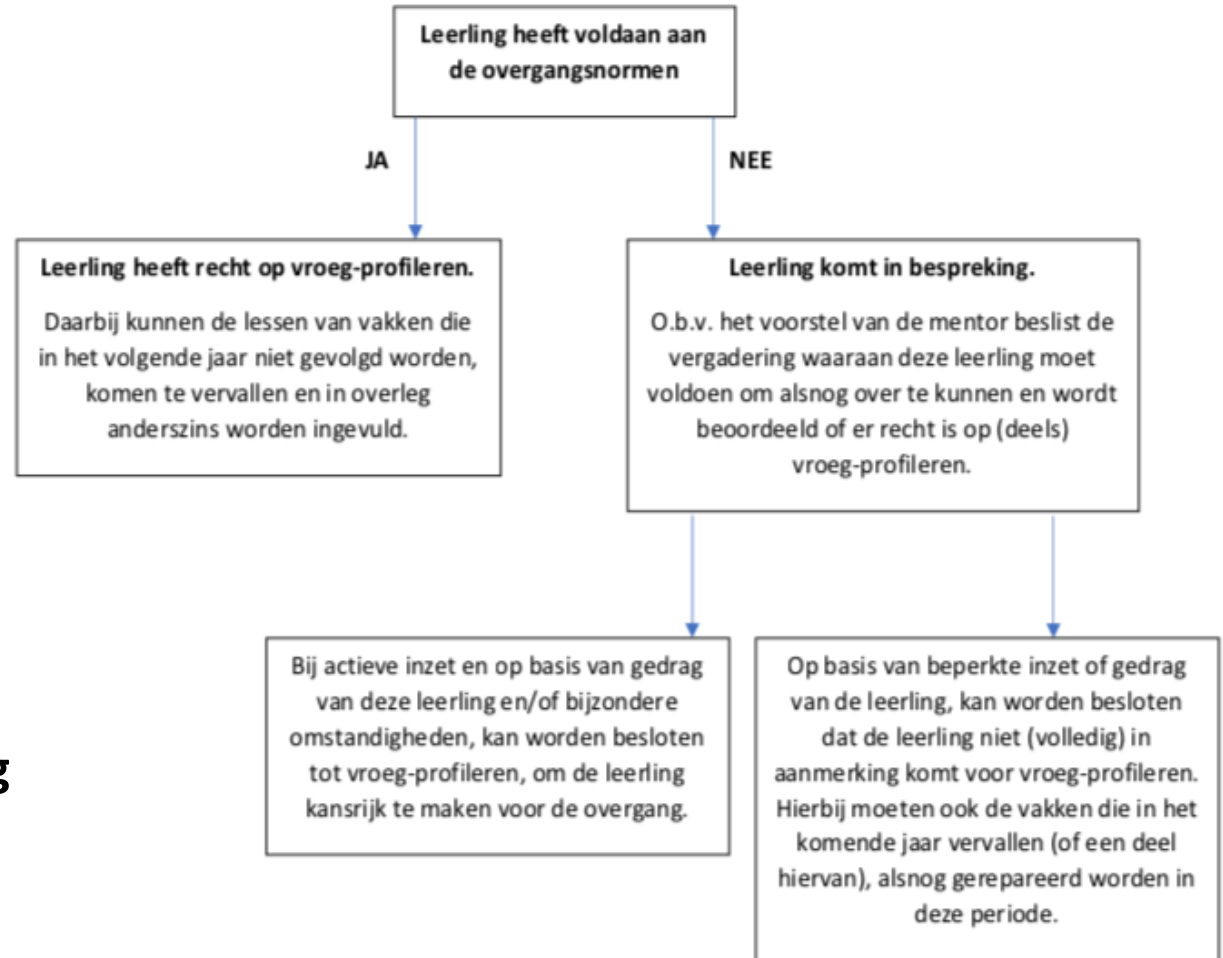 Leerling heeft voldaan aan
de overgangsnormen
JA
NEE
Leerling heeft recht op vroeg-profileren.
Daarbij kunnen de lessen van vakken die
in het volgende jaar niet gevolgd worden,
komen te vervallen en in overleg
anderszins worden ingevuld.
Leerling komt in bespreking.
O.b.v. het voorstel van de mentor beslist de
vergadering waaraan deze leerling moet
voldoen om alsnog over te kunnen en wordt
beoordeeld of er recht is op (deels)
vroeg-profileren.
Bij actieve inzet en op basis van gedrag
van deze leerling en/of bijzondere
omstandigheden, kan worden besloten
tot vroeg-profileren, om de leerling
kansrijk te maken voor de overgang.
Op basis van beperkte inzet of gedrag
van de leerling, kan worden besloten
dat de leerling niet (volledig) in
aanmerking komt voor vroeg-profileren.
Hierbij moeten ook de vakken die in het
komende jaar vervallen (of een deel
hiervan), alsnog gerepareerd worden in
deze periode.
g